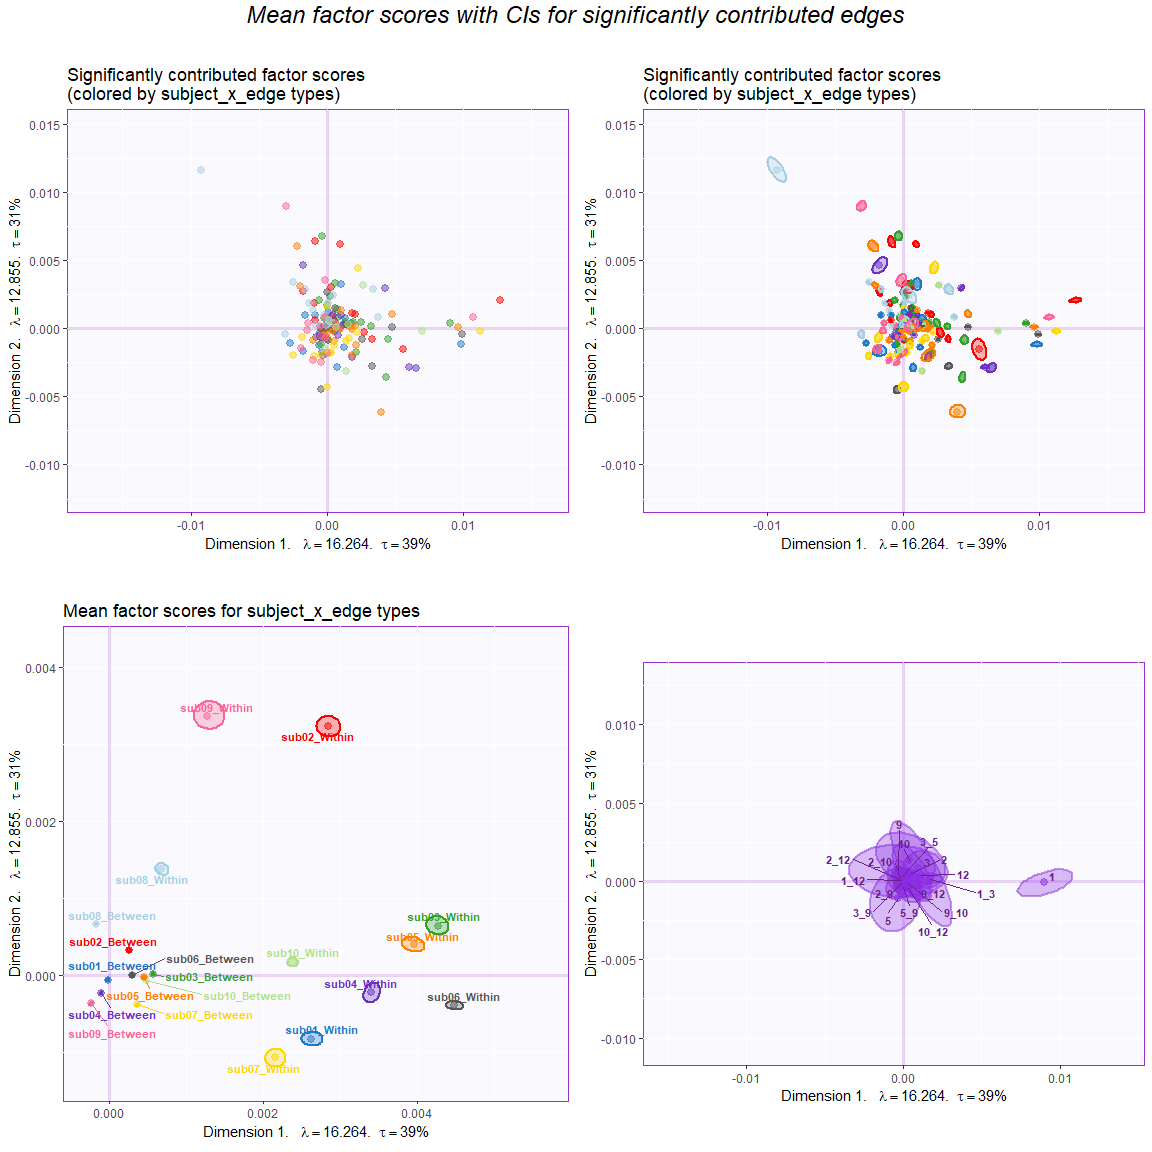 Mean factor scores with CIs for significantly contributed edges
Significantly contributed factor scores
(colored by subject_x_edge types)
0.015
0.010
0.005
0.000
-0.005
-0.010
-0.01
0.00
0.01
Dimension 1. λ = 16.264. τ = 39%
Dimension 2. λ = 12.855. τ = 31%
Significantly contributed factor scores
(colored by subject_x_edge types)
0.015
0.010
0.005
0.000
-0.005
-0.010
-0.01
0.00
0.01
Dimension 1. λ = 16.264. τ = 39%
Dimension 2. λ = 12.855. τ = 31%
Mean factor scores for subject_x_edge types
0.004
0.002
0.000
sub09_Within
sub02_Within
sub08_Within
sub08_Between
sub03_Within
sub02_Between
sub05_Within
sub10_Within
sub06_Between
sub01_Between
sub03_Between
sub04_Within
sub05_Between
sub10_Between
sub06_Within
sub04_Between
sub07_Between
sub09_Between
sub01_Within
sub07_Within
0.000
0.002
0.004
Dimension 1. λ = 16.264. τ = 39%
Dimension 2. λ = 12.855. τ = 31%
0.010
0.005
0.000
-0.005
-0.010
9
10
3_5
2_12
2_10
3
2
1_12
12
1
2_9
9_12
1_3
3_9
5
5_9
9_10
10_12
-0.01
0.00
0.01
Dimension 1. λ = 16.264. τ = 39%
Dimension 2. λ = 12.855. τ = 31%